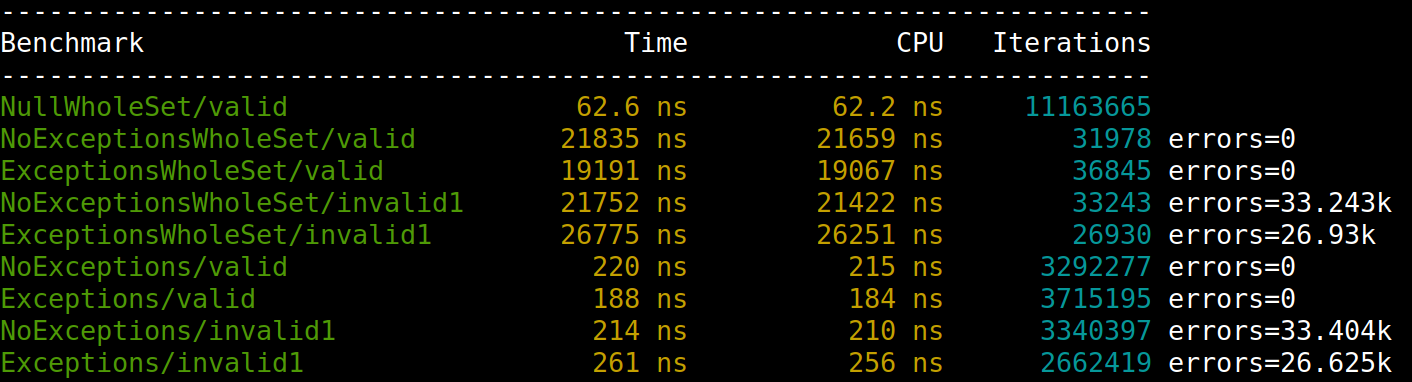 ------------------------------------------------------------------------
Benchmark                              Time             CPU   Iterations
------------------------------------------------------------------------
NullWholeSet/valid                  62.6 ns         62.2 ns     11163665
NoExceptionsWholeSet/valid         21835 ns        21659 ns        31978 errors=0
ExceptionsWholeSet/valid           19191 ns        19067 ns        36845 errors=0
NoExceptionsWholeSet/invalid1      21752 ns        21422 ns        33243 errors=33.243k
ExceptionsWholeSet/invalid1        26775 ns        26251 ns        26930 errors=26.93k
NoExceptions/valid                   220 ns          215 ns      3292277 errors=0
Exceptions/valid                     188 ns          184 ns      3715195 errors=0
NoExceptions/invalid1                214 ns          210 ns      3340397 errors=33.404k
Exceptions/invalid1                  261 ns          256 ns      2662419 errors=26.625k